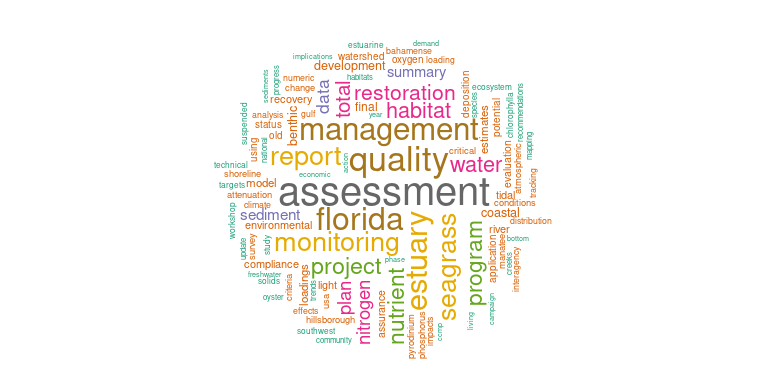 demand
estuarine
bahamense
implications
watershed
oxygen
loading
development
summary
sediments
progress
numeric
habitats
change
data
total
restoration
deposition
ecosystem
recovery
final
habitat
species
estimates
potential
chlorophylla
recommendations
suspended
analysis
gulf
year
status
old
benthic
management
national
using
report
quality
critical
evaluation
atmospheric
mapping
technical
action
water
shoreline
economic
targets
model
assessment
tracking
attenuation
tidal
climate
conditions
workshop
sediment
florida
coastal
distribution
environmental
estuary
seagrass
program
river
update
survey
study
monitoring
bottom
compliance
project
phase
application
manatee
creeks
interagency
freshwater
solids
criteria
loadings
trends
light
plan
nitrogen
nutrient
oyster
usa
effects
assurance
hillsborough
pyrodinium
phosphorus
impacts
ccmp
living
campaign
southwest
community